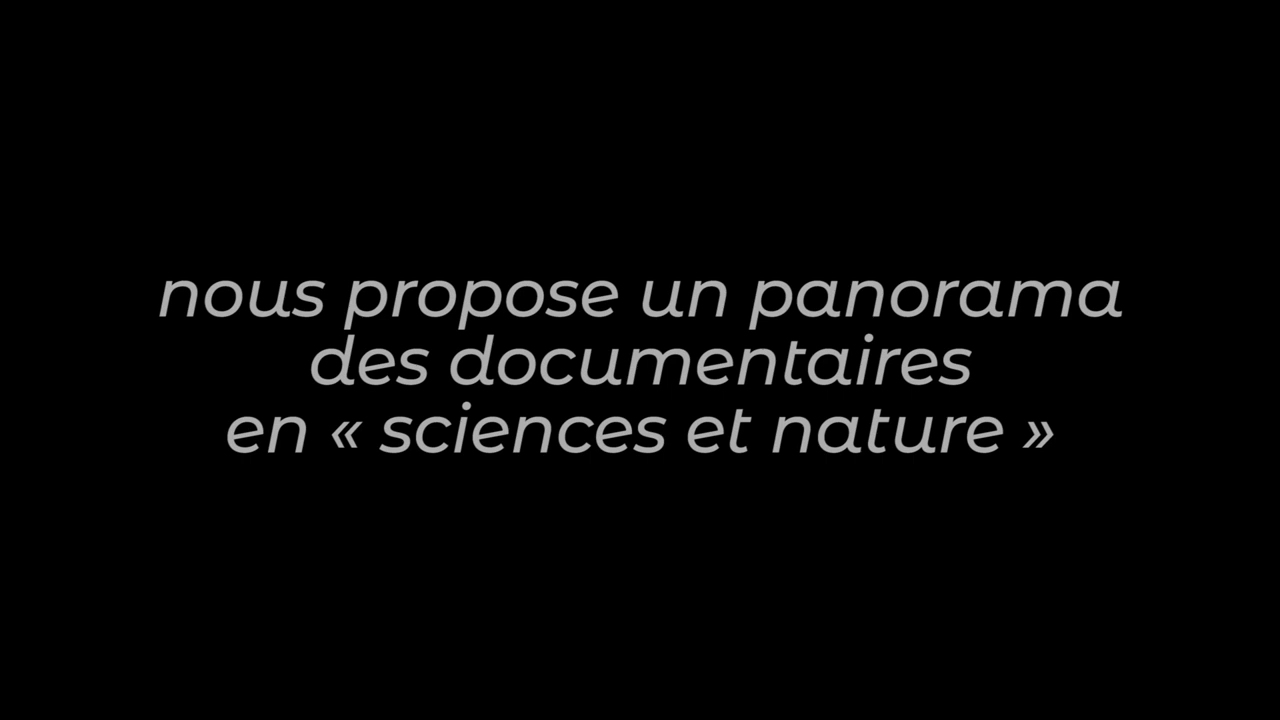 nous propose un panorama
des documentaires
en « sciences et nature »